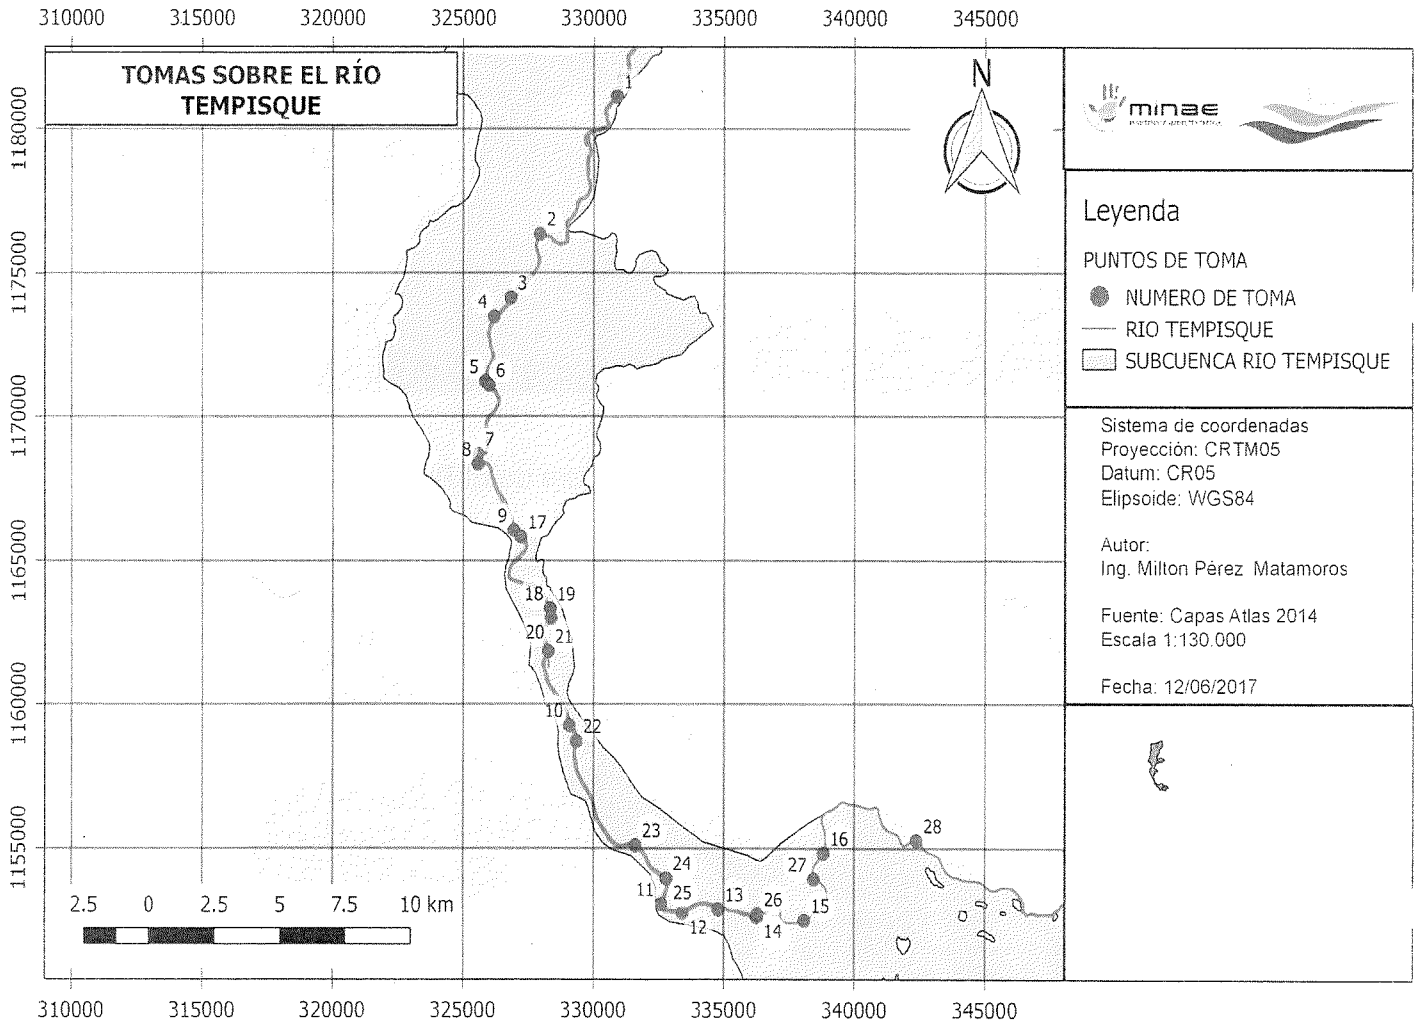 310000 315000 320000 325000 330000 335000 340000 345000
TOMAS SOBRE EL RÍO
TEMPISQUE
1180000
1175000
1170000
1165000
1160000
1155000
1
2
3
4
5
6
7
8
9
17
18
19
20
21
10
22
23
24
11
25
12
13
26
14
15
27
16
28
N
2.5 0 2.5 5 7.5 10 km
310000 315000 320000 325000 330000 335000 340000 345000
minae
Leyenda
PUNTOS DE TOMA
NUMERO DE TOMA
RIO TEMPISQUE
SUBCUENCA RIO TEMPISQUE
Sistema de coordenadas
Proyección: CRTM05
Datum: CR05
Elipsoide: WGS84
Autor:
Ing. Milton Pérez Matamoros
Fuente: Capas Atlas 2014
Escala 1:130.000
Fecha: 12/06/2017